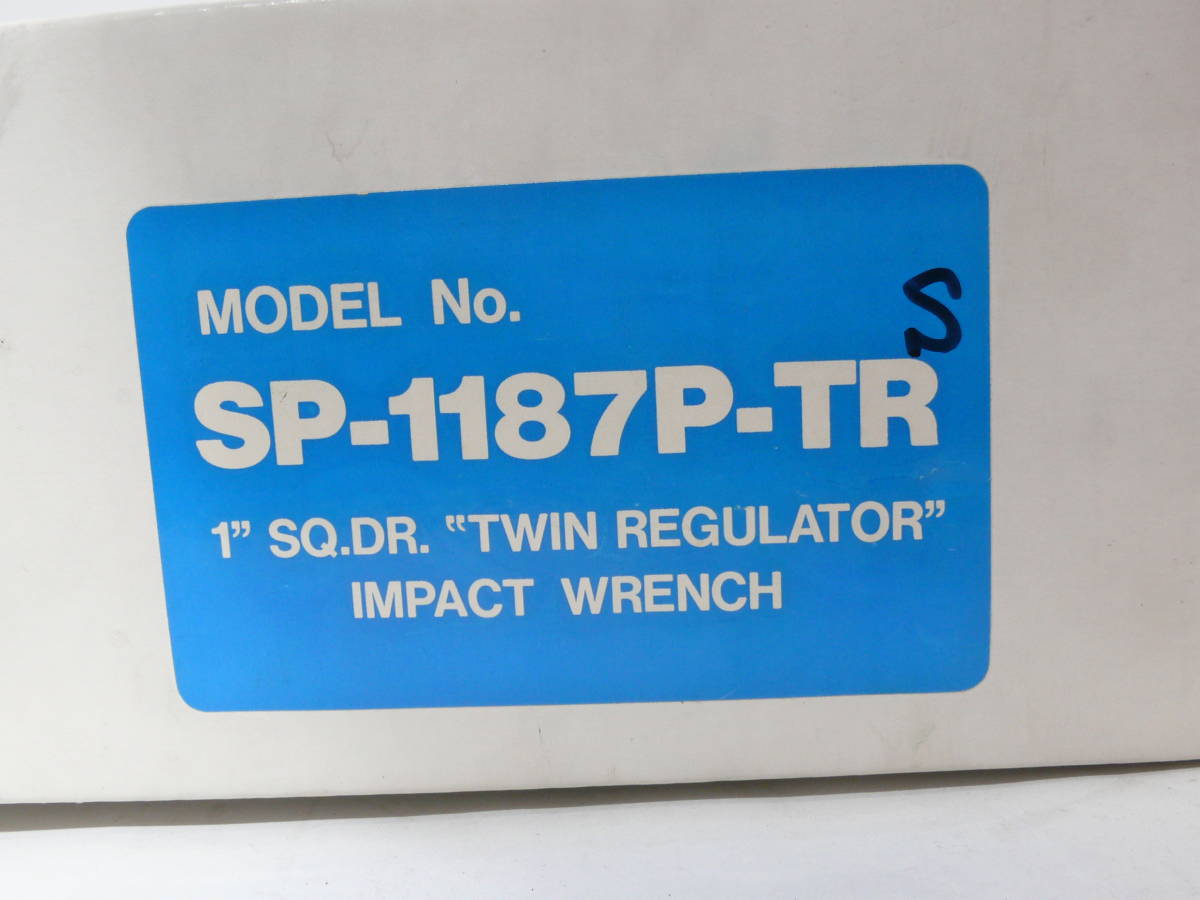 MODEL No.
S
SP-1187P-TR
1” SQ.DR. “TWIN REGULATOR”
IMPACT WRENCH